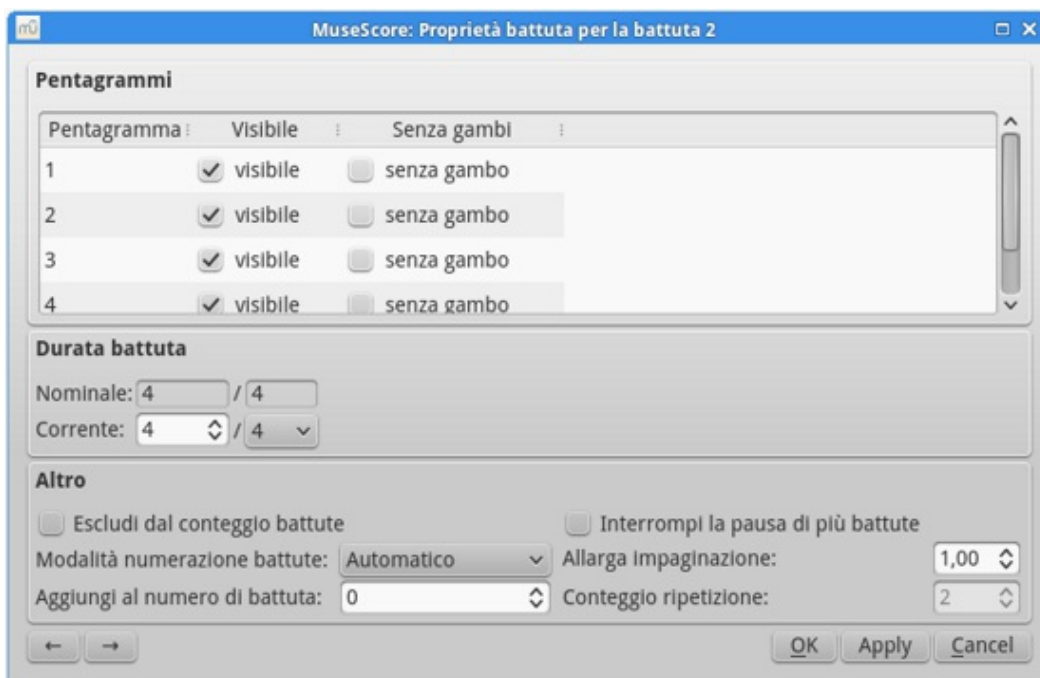 MuseScore: Proprietà battuta per la battuta 2
Pentagrammi
Pentagramma Visibile Senza gambi
1 visibile senza gambo
2 visibile senza gambo
3 visibile senza gambo
4 visibile senza gambo
Durata battuta
Nominale: 4 / 4
Corrente: 4 / 4
Altro
Escludi dal conteggio battute Interrompi la pausa di più battute
Modalità numerazione battute: Automatico Allarga impaginazione: 1,00
Aggiungi al numero di battuta: 0 Conteggio ripetizione: 2
← → OK Apply Cancel